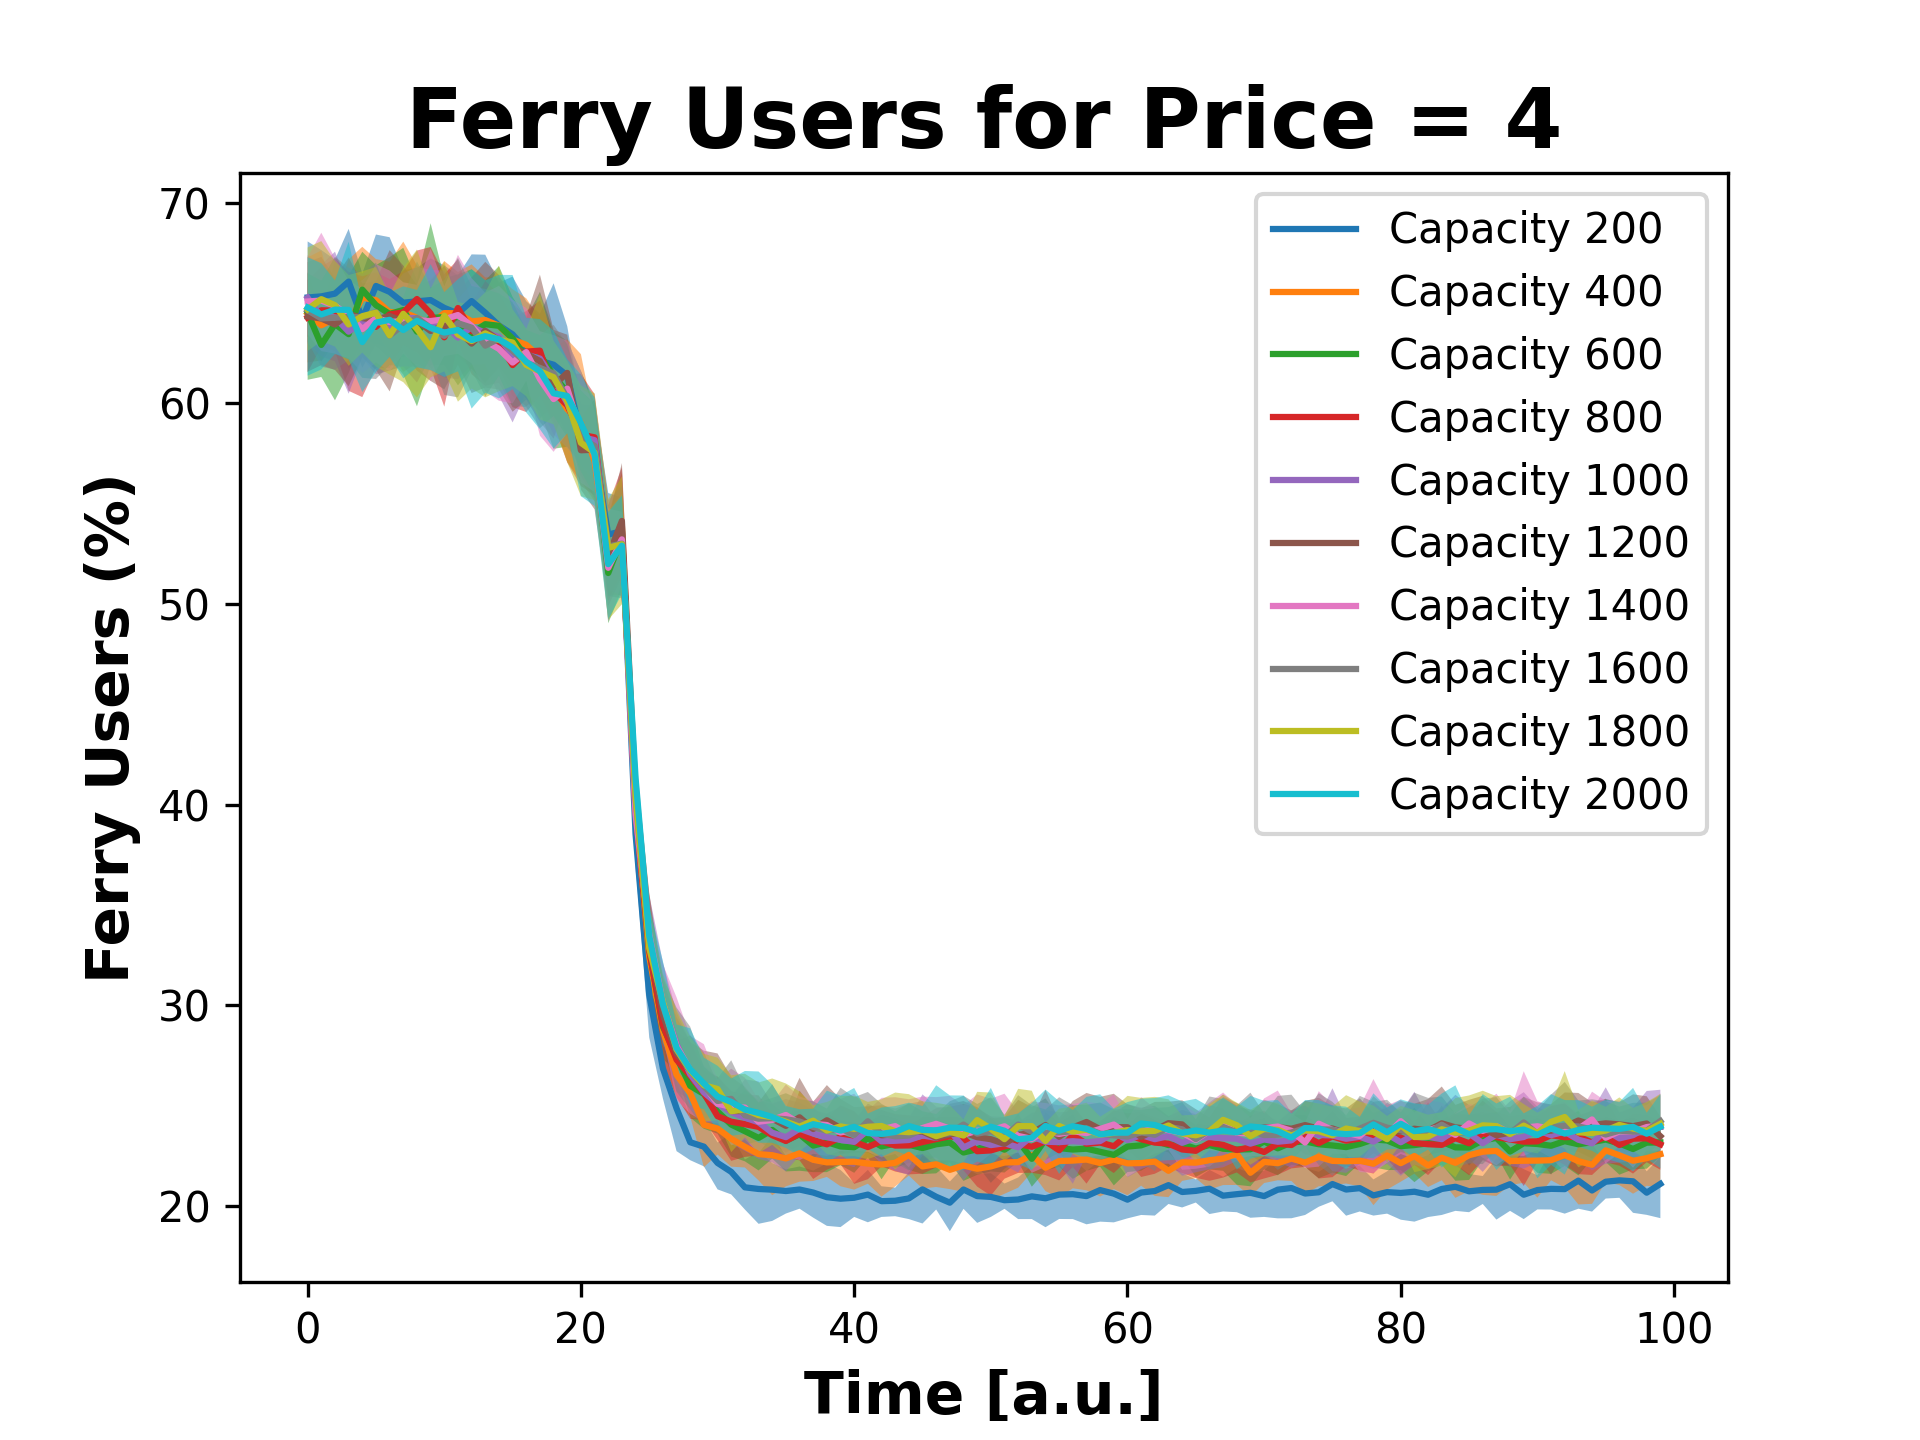 Ferry Users for Price = 4
Ferry Users (%)
70
60
50
40
30
20
Capacity 200
Capacity 400
Capacity 600
Capacity 800
Capacity 1000
Capacity 1200
Capacity 1400
Capacity 1600
Capacity 1800
Capacity 2000
0 20 40 60 80 100
Time [a.u.]